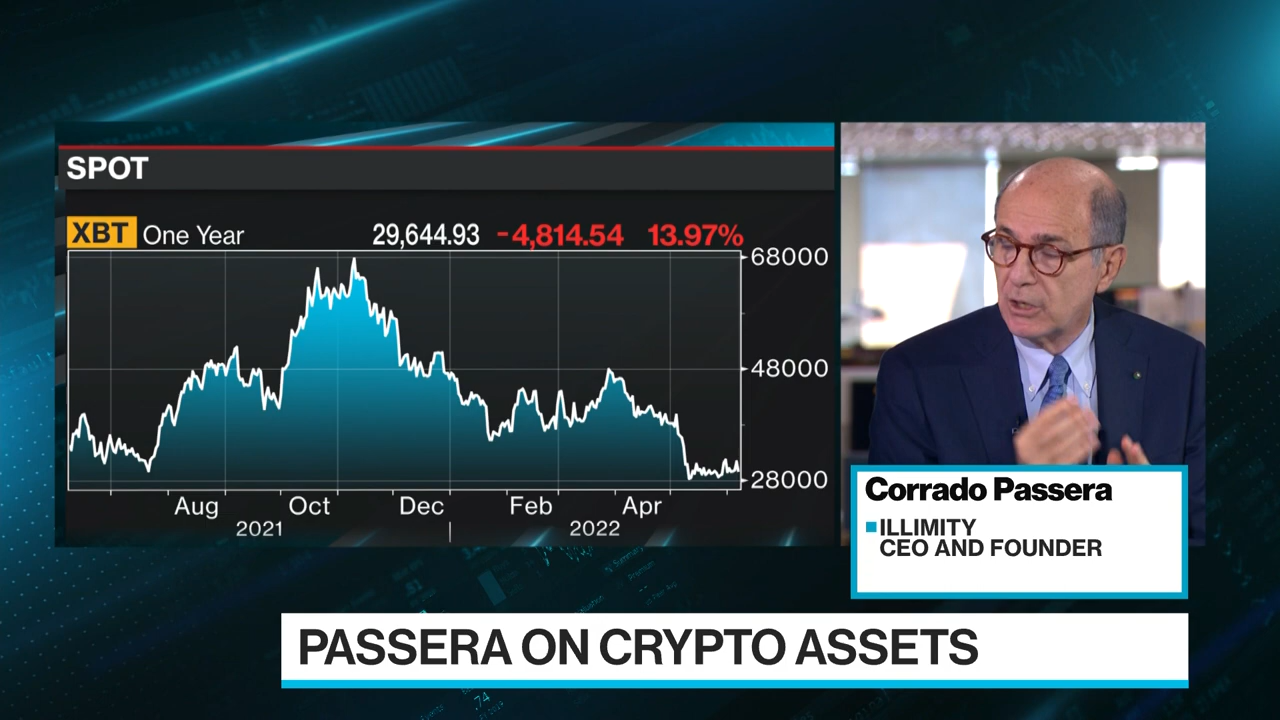 SPOT
XBT One Year 29,644.93 -4,814.54 13.97%
68000
48000
28000
Aug Oct Dec Feb Apr
2021 2022
Corrado Passera
ILLIMITY
CEO AND FOUNDER
PASSERA ON CRYPTO ASSETS
74